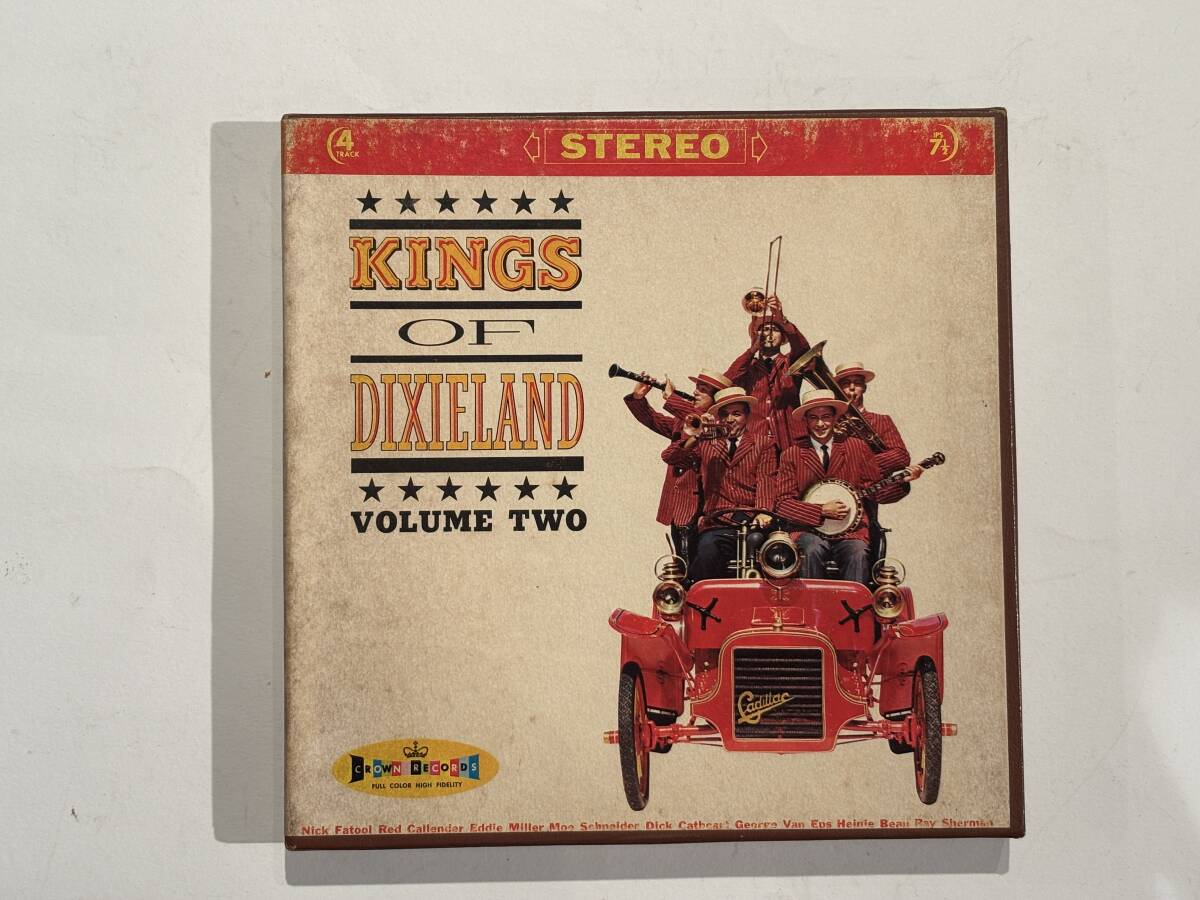 4 TRACK
STEREO
IPS 7½
KINGS
OF
DIXIELAND
VOLUME TWO
Cadillac
CROWN RECORDS
FULL COLOR HIGH FIDELITY
Nick Fatool Red Callender Eddie Miller Moe Schneider Dick Cathcart George Van Eps Heinie Beau Ray Sherman